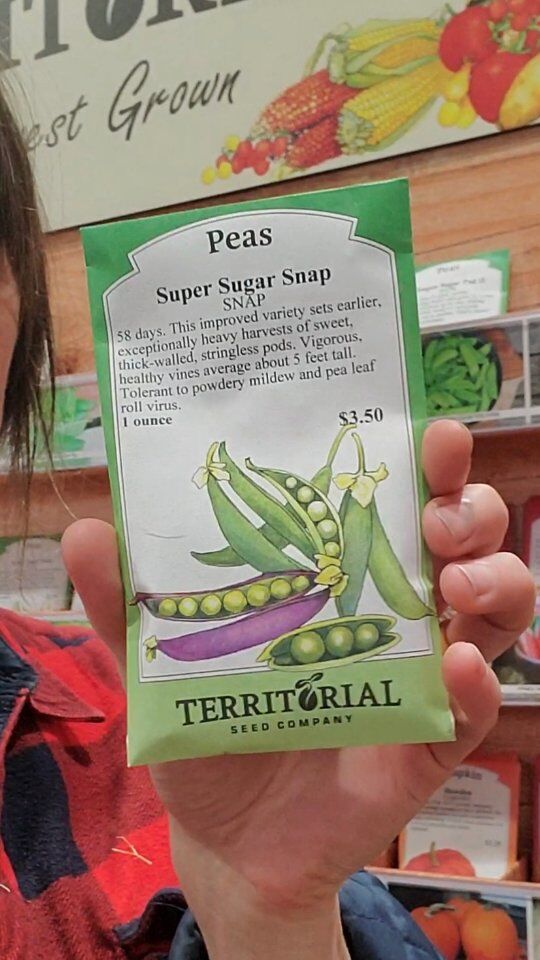 Grown
Peas
Super Sugar Snap
SNAP
58 days. This improved variety sets earlier,
exceptionally heavy harvests of sweet,
thick-walled, stringless pods. Vigorous,
healthy vines average about 5 feet tall.
Tolerant to powdery mildew and pea leaf
roll virus.
1 ounce
$3.50
TERRITORIAL
SEED COMPANY